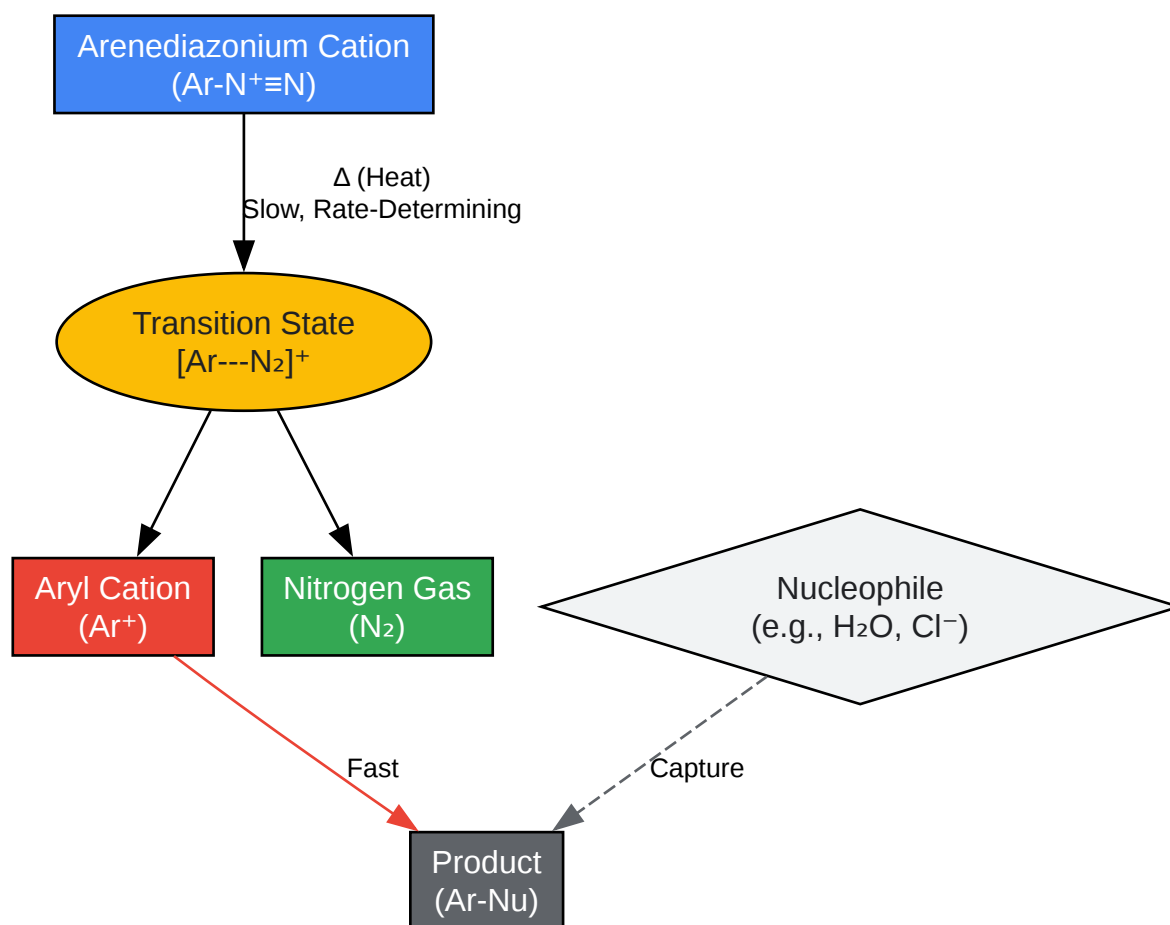 Arenediazonium Cation
(Ar-N⁺≡N)
Δ (Heat)
Slow, Rate-Determining
Transition State
[Ar---N₂]⁺
Aryl Cation
(Ar⁺)
Nitrogen Gas
(N₂)
Nucleophile
(e.g., H₂O, Cl⁻)
Fast
Capture
Product
(Ar-Nu)